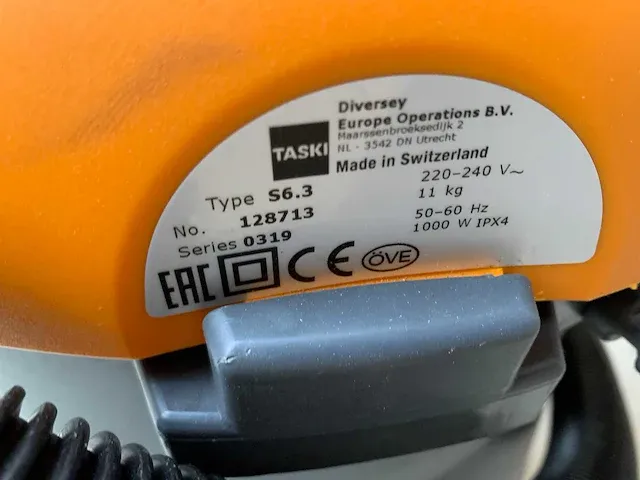 Diversey
Europe Operations B.V.
Maarssenbroeksedijk 2
NL - 3542 DN Utrecht
TASKI
Made in Switzerland
Type S6.3
No. 128713
Series 0319
220-240 V~
11 kg
50-60 Hz
1000 W IPX4
EAC CE ÖVE